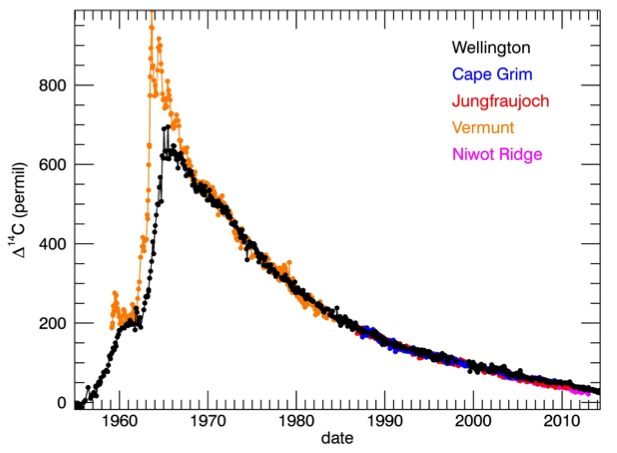 Wellington
Cape Grim
Jungfraujoch
Vermunt
Niwot Ridge
800
600
400
200
0
Δ¹⁴C (permil)
1960 1970 1980 1990 2000 2010
date